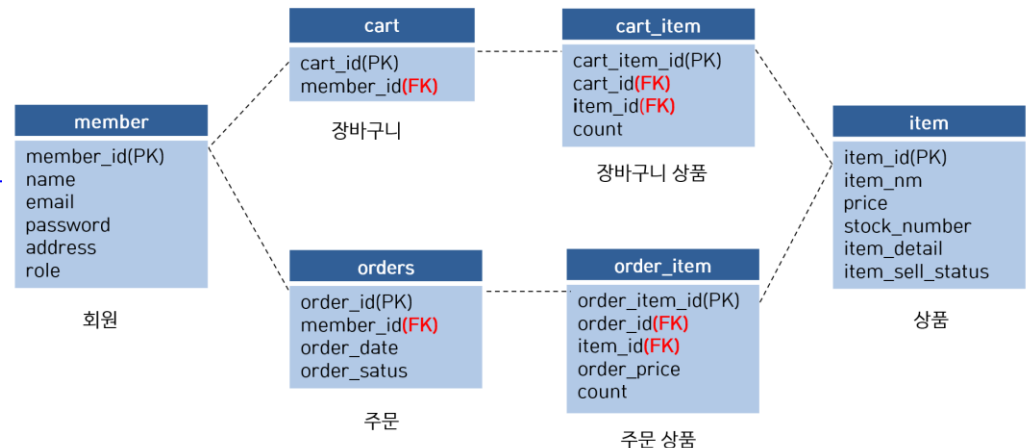 cart
cart_id(PK)
member_id(FK)
장바구니
cart_item
cart_item_id(PK)
cart_id(FK)
item_id(FK)
count
장바구니 상품
member
member_id(PK)
name
email
password
address
role
회원
item
item_id(PK)
item_nm
price
stock_number
item_detail
item_sell_status
상품
orders
order_id(PK)
member_id(FK)
order_date
order_satus
주문
order_item
order_item_id(PK)
order_id(FK)
item_id(FK)
order_price
count
주문 상품